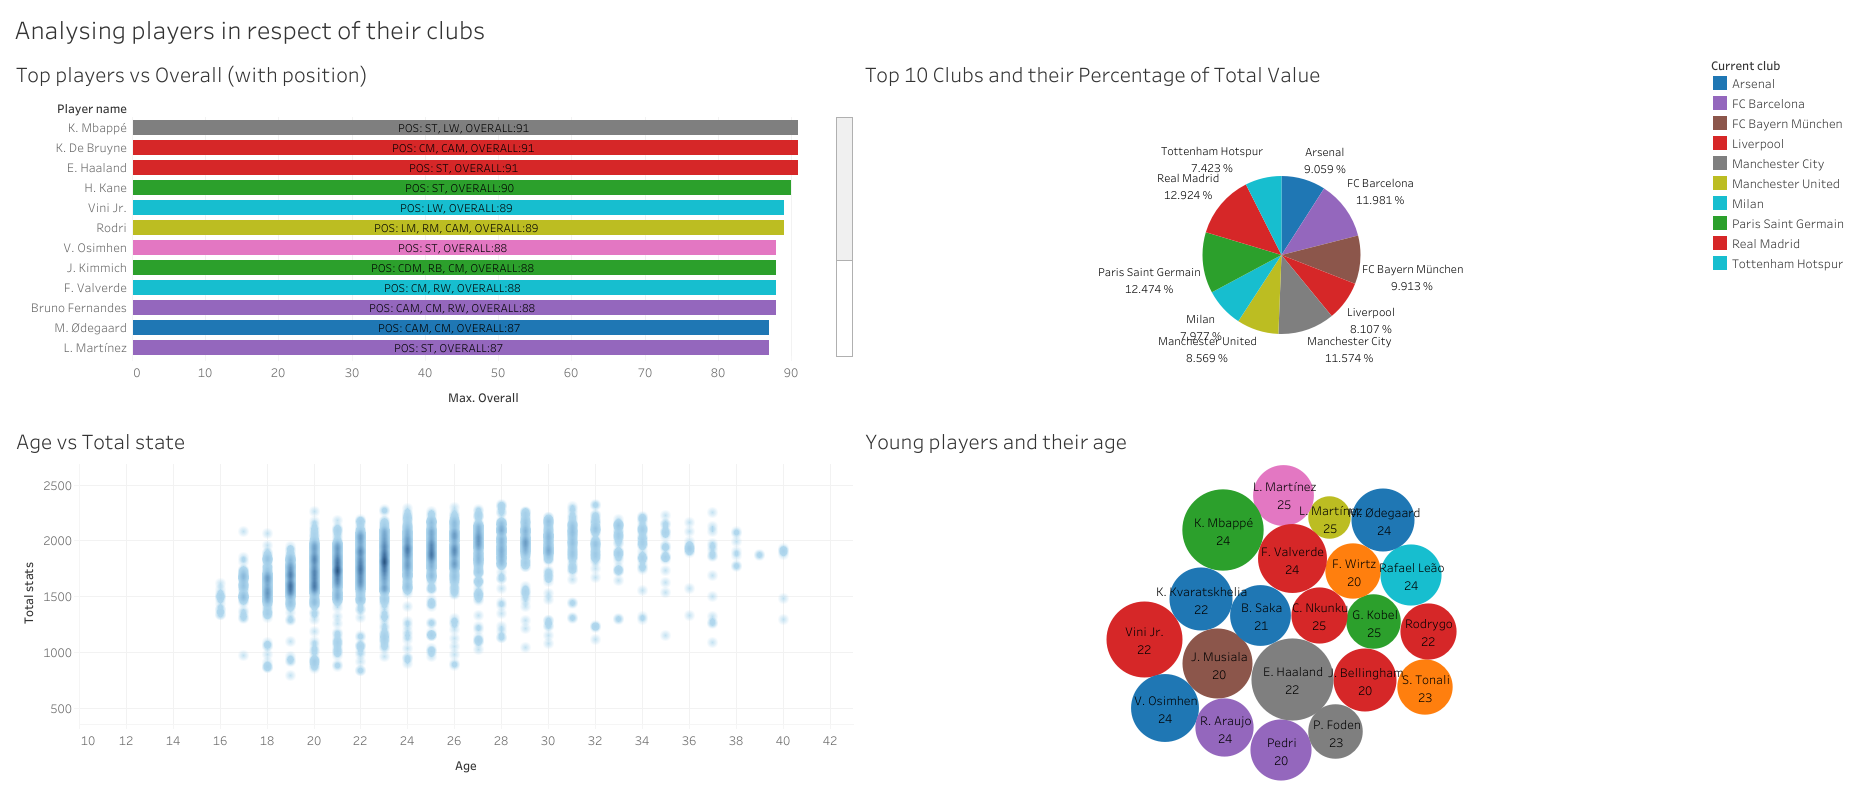 Analysing players in respect of their clubs
Top players vs Overall (with position)
Player name
K. Mbappé
POS: ST, LW, OVERALL:91
K. De Bruyne
POS: CM, CAM, OVERALL:91
E. Haaland
POS: ST, OVERALL:91
H. Kane
POS: ST, OVERALL:90
Vini Jr.
POS: LW, OVERALL:89
Rodri
POS: LM, RM, CAM, OVERALL:89
V. Osimhen
POS: ST, OVERALL:88
J. Kimmich
POS: CDM, RB, CM, OVERALL:88
F. Valverde
POS: CM, RW, OVERALL:88
Bruno Fernandes
POS: CAM, CM, RW, OVERALL:88
M. Ødegaard
POS: CAM, CM, OVERALL:87
L. Martínez
POS: ST, OVERALL:87
0 10 20 30 40 50 60 70 80 90
Max. Overall
Top 10 Clubs and their Percentage of Total Value
Tottenham Hotspur
7.423 %
Arsenal
9.059 %
Real Madrid
12.924 %
FC Barcelona
11.981 %
Paris Saint Germain
12.474 %
FC Bayern München
9.913 %
Milan
7.977 %
Liverpool
8.107 %
Manchester United
8.569 %
Manchester City
11.574 %
Current club
Arsenal
FC Barcelona
FC Bayern München
Liverpool
Manchester City
Manchester United
Milan
Paris Saint Germain
Real Madrid
Tottenham Hotspur
Age vs Total state
Total stats
2500
2000
1500
1000
500
10 12 14 16 18 20 22 24 26 28 30 32 34 36 38 40 42
Age
Young players and their age
L. Martínez
25
K. Mbappé
24
L. Martínez
25
M. Ødegaard
24
F. Valverde
24
F. Wirtz
20
Rafael Leão
24
K. Kvaratskhelia
22
B. Saka
21
C. Nkunku
25
G. Kobel
25
Rodrygo
22
Vini Jr.
22
J. Musiala
20
E. Haaland
22
J. Bellingham
20
S. Tonali
23
V. Osimhen
24
R. Araujo
24
P. Foden
23
Pedri
20